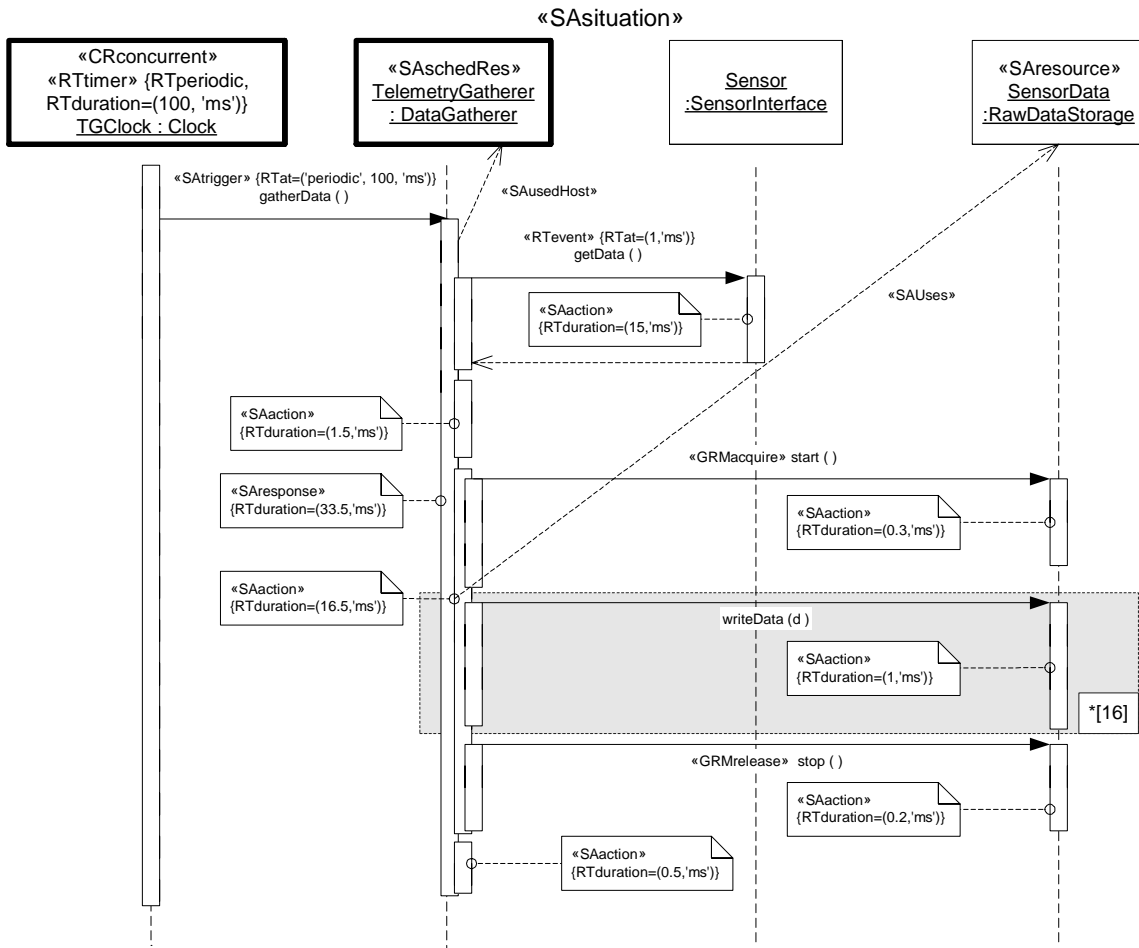 «SAsituation»
«CRconcurrent»
«RTtimer» {RTperiodic,
RTduration=(100, 'ms')}
TGClock : Clock
«SAschedRes»
TelemetryGatherer
: DataGatherer
Sensor
:SensorInterface
«SAresource»
SensorData
:RawDataStorage
«SAtrigger» {RTat=('periodic', 100, 'ms')}
gatherData ( )
«SAusedHost»
«RTevent» {RTat=(1,'ms')}
getData ( )
«SAUses»
«SAaction»
{RTduration=(15,'ms')}
«SAaction»
{RTduration=(1.5,'ms')}
«GRMacquire» start ( )
«SAresponse»
{RTduration=(33.5,'ms')}
«SAaction»
{RTduration=(0.3,'ms')}
«SAaction»
{RTduration=(16.5,'ms')}
writeData (d )
«SAaction»
{RTduration=(1,'ms')}
*[16]
«GRMrelease» stop ( )
«SAaction»
{RTduration=(0.2,'ms')}
«SAaction»
{RTduration=(0.5,'ms')}